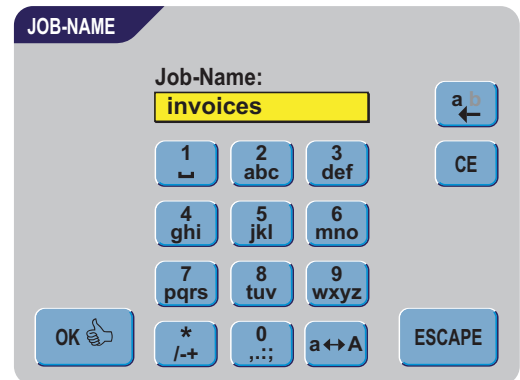 JOB-NAME
Job-Name:
invoices
a b
1
␣
2
abc
3
def
CE
4
ghi
5
jkl
6
mno
7
pqrs
8
tuv
9
wxyz
OK
*
/-+
0
,.:;
a↔A
ESCAPE